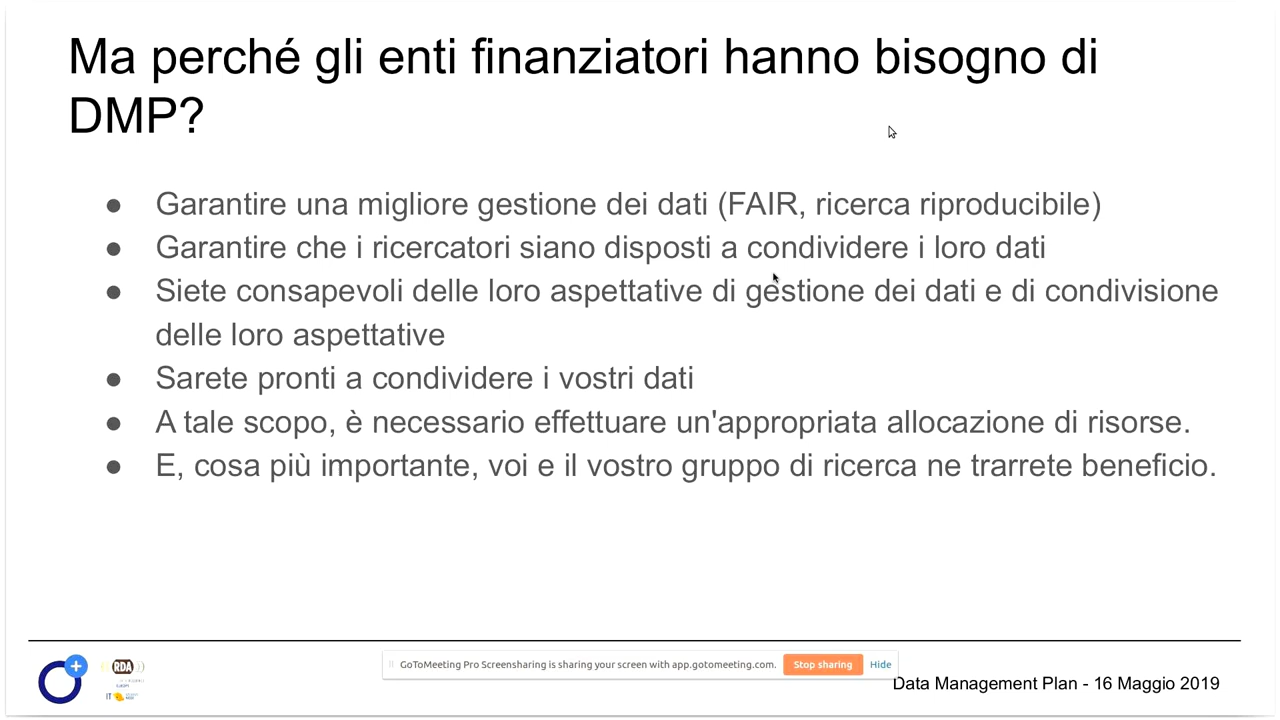 Ma perché gli enti finanziatori hanno bisogno di
DMP?
● Garantire una migliore gestione dei dati (FAIR, ricerca riproducibile)
● Garantire che i ricercatori siano disposti a condividere i loro dati
● Siete consapevoli delle loro aspettative di gestione dei dati e di condivisione
delle loro aspettative
● Sarete pronti a condividere i vostri dati
● A tale scopo, è necessario effettuare un'appropriata allocazione di risorse.
● E, cosa più importante, voi e il vostro gruppo di ricerca ne trarrete beneficio.
RDA
IT
GoToMeeting Pro Screensharing is sharing your screen with app.gotomeeting.com. Stop sharing Hide
Data Management Plan - 16 Maggio 2019